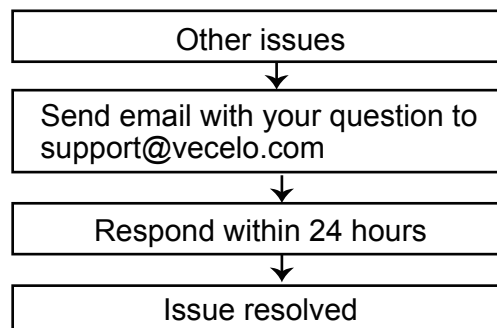 Other issues
Send email with your question to
support@vecelo.com
Respond within 24 hours
Issue resolved